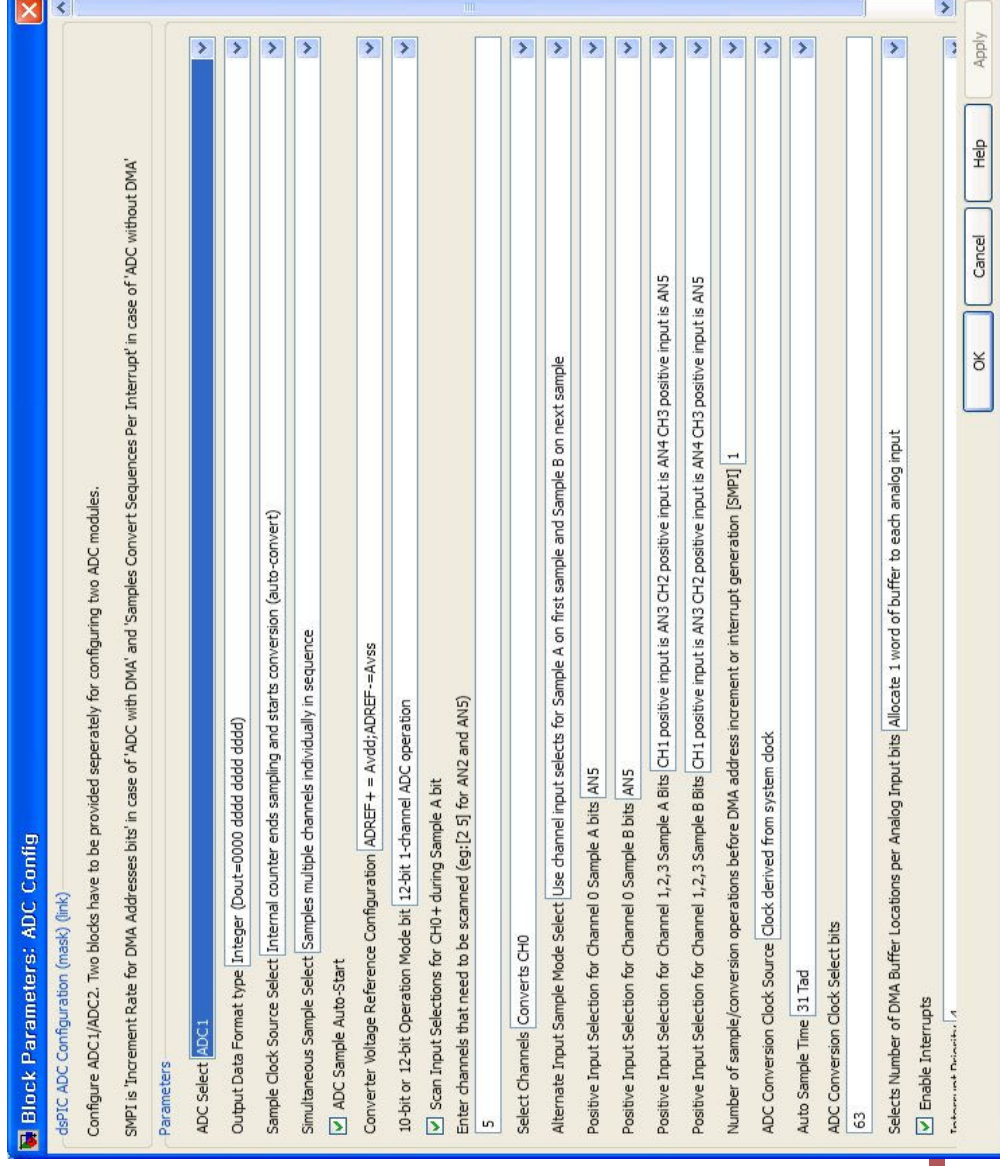 Block Parameters: ADC Config
dsPIC ADC Configuration (mask) (link)
Configure ADC1/ADC2. Two blocks have to be provided seperately for configuring two ADC modules.
SMPI is 'Increment Rate for DMA Addresses bits' in case of 'ADC with DMA' and 'Samples Convert Sequences Per Interrupt' in case of 'ADC without DMA'
Parameters
ADC Select ADC1
Output Data Format type Integer (Dout=0000 dddd dddd dddd)
Sample Clock Source Select Internal counter ends sampling and starts conversion (auto-convert)
Simultaneous Sample Select Samples multiple channels individually in sequence
ADC Sample Auto-Start
Converter Voltage Reference Configuration ADREF+ = Avdd;ADREF-=Avss
10-bit or 12-bit Operation Mode bit 12-bit 1-channel ADC operation
Scan Input Selections for CH0+ during Sample A bit
Enter channels that need to be scanned (eg:[2 5] for AN2 and AN5)
5
Select Channels Converts CH0
Alternate Input Sample Mode Select Use channel input selects for Sample A on first sample and Sample B on next sample
Positive Input Selection for Channel 0 Sample A bits AN5
Positive Input Selection for Channel 0 Sample B bits AN5
Positive Input Selection for Channel 1,2,3 Sample A Bits CH1 positive input is AN3 CH2 positive input is AN4 CH3 positive input is AN5
Positive Input Selection for Channel 1,2,3 Sample B Bits CH1 positive input is AN3 CH2 positive input is AN4 CH3 positive input is AN5
Number of sample/conversion operations before DMA address increment or interrupt generation [SMPI] 1
ADC Conversion Clock Source Clock derived from system clock
Auto Sample Time 31 Tad
ADC Conversion Clock Select bits
63
Selects Number of DMA Buffer Locations per Analog Input bits Allocate 1 word of buffer to each analog input
Enable Interrupts
Interrupt Priority 4
OK Cancel Help Apply